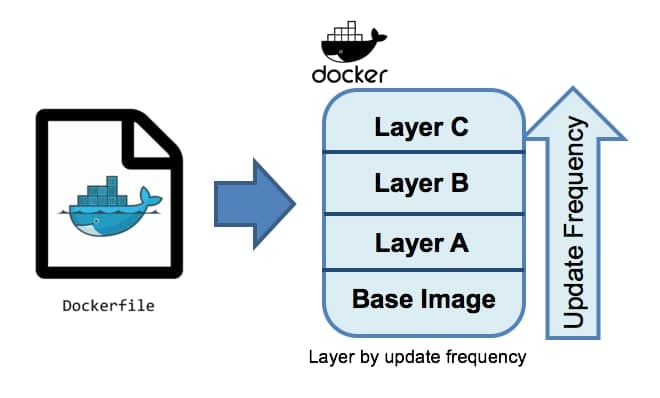 docker
Layer C
Layer B
Layer A
Base Image
Update Frequency
Dockerfile
Layer by update frequency